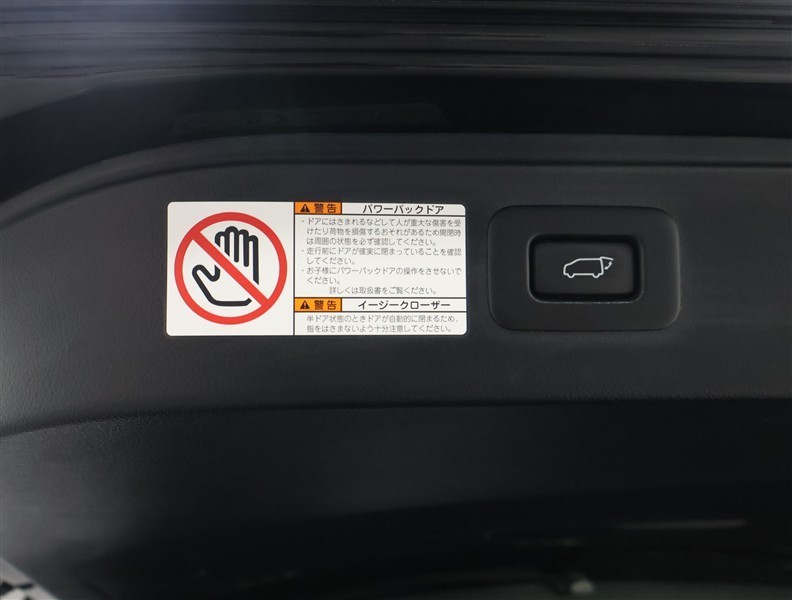 警告 パワーバックドア
・ドアにはさまれるなどして人が重大な傷害を受
けたり荷物を損傷するおそれがあるため開閉時
は周囲の状態を必ず確認してください。
・走行前にドアが確実に閉まっていることを確認
してください。
・お子様にパワーバックドアの操作をさせないで
ください。
詳しくは取扱書をご覧ください。
警告 イージークローザー
半ドア状態のときドアが自動的に閉まるため、
指をはさまないよう十分注意してください。